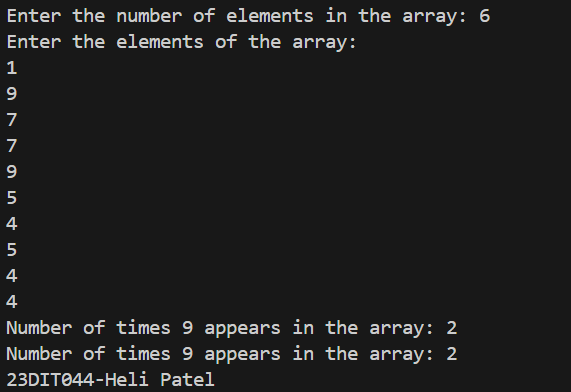 Enter the number of elements in the array: 6
Enter the elements of the array:
1
9
7
7
9
5
4
5
4
4
Number of times 9 appears in the array: 2
Number of times 9 appears in the array: 2
23DIT044-Heli Patel